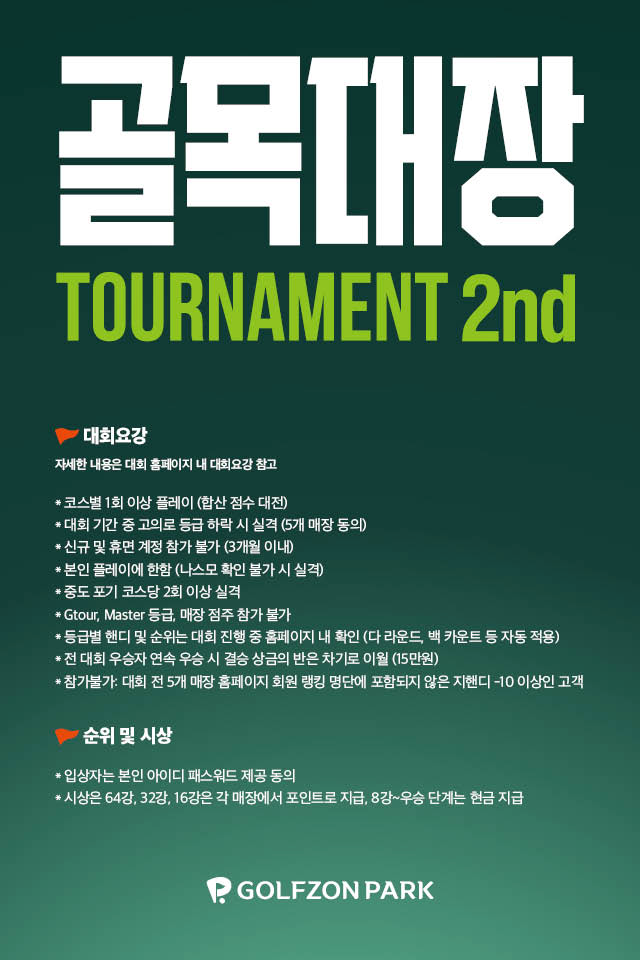 골목대장
TOURNAMENT 2nd
대회요강
자세한 내용은 대회 홈페이지 내 대회요강 참고
* 코스별 1회 이상 플레이 (합산 점수 대전)
* 대회 기간 중 고의로 등급 하락 시 실격 (5개 매장 동의)
* 신규 및 휴면 계정 참가 불가 (3개월 이내)
* 본인 플레이에 한함 (나스모 확인 불가 시 실격)
* 중도 포기 코스당 2회 이상 실격
* Gtour, Master 등급, 매장 점주 참가 불가
* 등급별 핸디 및 순위는 대회 진행 중 홈페이지 내 확인 (다 라운드, 백 카운트 등 자동 적용)
* 전 대회 우승자 연속 우승 시 결승 상금의 반은 차기로 이월 (15만원)
* 참가불가: 대회 전 5개 매장 홈페이지 회원 랭킹 명단에 포함되지 않은 지핸디 -10 이상인 고객
순위 및 시상
* 입상자는 본인 아이디 패스워드 제공 동의
* 시상은 64강, 32강, 16강은 각 매장에서 포인트로 지급, 8강~우승 단계는 현금 지급
GOLFZON PARK